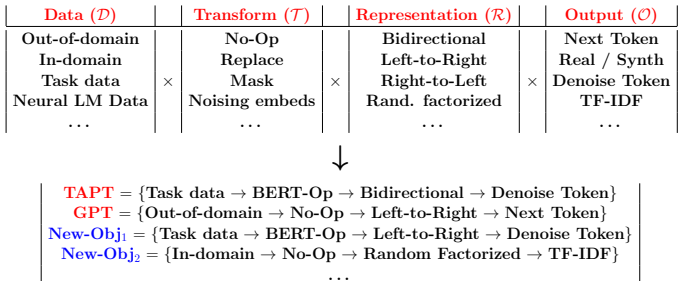 Data (𝒟) Transform (𝒯) Representation (ℛ) Output (𝒪)
Out-of-domain No-Op Bidirectional Next Token
In-domain Replace Left-to-Right Real / Synth
Task data × Mask × Right-to-Left × Denoise Token
Neural LM Data Noising embeds Rand. factorized TF-IDF
... ... ... ...
↓
TAPT = {Task data → BERT-Op → Bidirectional → Denoise Token}
GPT = {Out-of-domain → No-Op → Left-to-Right → Next Token}
New-Obj₁ = {Task data → BERT-Op → Left-to-Right → Denoise Token}
New-Obj₂ = {In-domain → No-Op → Random Factorized → TF-IDF}
...